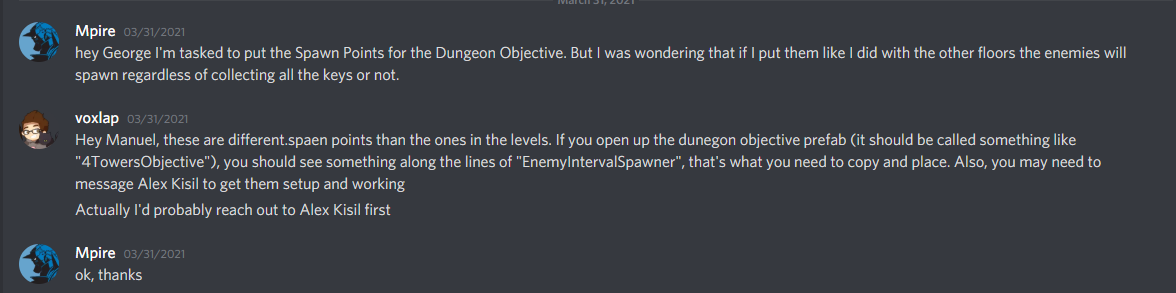 March 31, 2021
Mpire 03/31/2021
hey George I'm tasked to put the Spawn Points for the Dungeon Objective. But I was wondering that if I put them like I did with the other floors the enemies will
spawn regardless of collecting all the keys or not.
voxlap 03/31/2021
Hey Manuel, these are different.spaen points than the ones in the levels. If you open up the dunegon objective prefab (it should be called something like
"4TowersObjective"), you should see something along the lines of "EnemyIntervalSpawner", that's what you need to copy and place. Also, you may need to
message Alex Kisil to get them setup and working
Actually I'd probably reach out to Alex Kisil first
Mpire 03/31/2021
ok, thanks